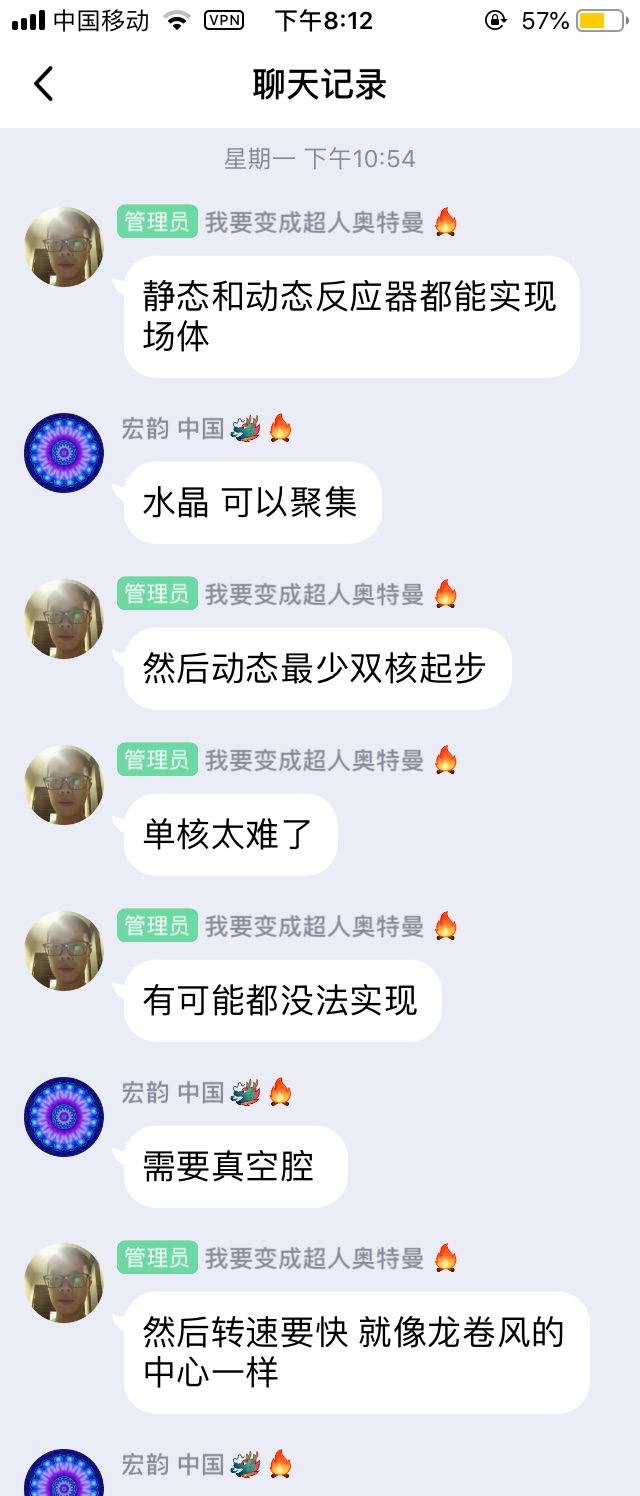 中国移动 VPN 下午8:12 57%
聊天记录
星期一 下午10:54
管理员 我要变成超人奥特曼
静态和动态反应器都能实现
场体
宏韵 中国
水晶 可以聚集
管理员 我要变成超人奥特曼
然后动态最少双核起步
管理员 我要变成超人奥特曼
单核太难了
管理员 我要变成超人奥特曼
有可能都没法实现
宏韵 中国
需要真空腔
管理员 我要变成超人奥特曼
然后转速要快 就像龙卷风的
中心一样
宏韵 中国